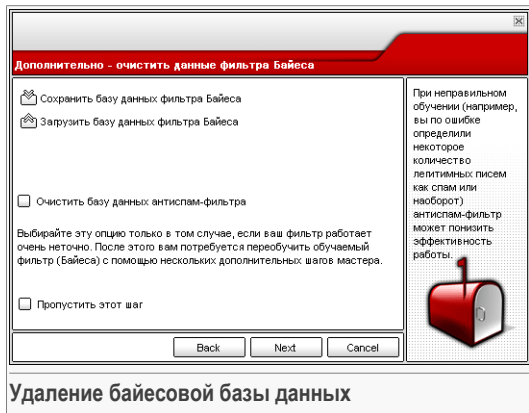 Дополнительно - очистить данные фильтра Байеса
Сохранить базу данных фильтра Байеса
Загрузить базу данных фильтра Байеса
Очистить базу данных антиспам-фильтра
Выбирайте эту опцию только в том случае, если ваш фильтр работает
очень неточно. После этого вам потребуется переобучить обучаемый
фильтр (Байеса) с помощью нескольких дополнительных шагов мастера.
Пропустить этот шаг
При неправильном
обучении (например,
вы по ошибке
определили
некоторое
количество
легитимных писем
как спам или
наоборот)
антиспам-фильтр
может понизить
эффективность
работы.
Back
Next
Cancel
Удаление байесовой базы данных